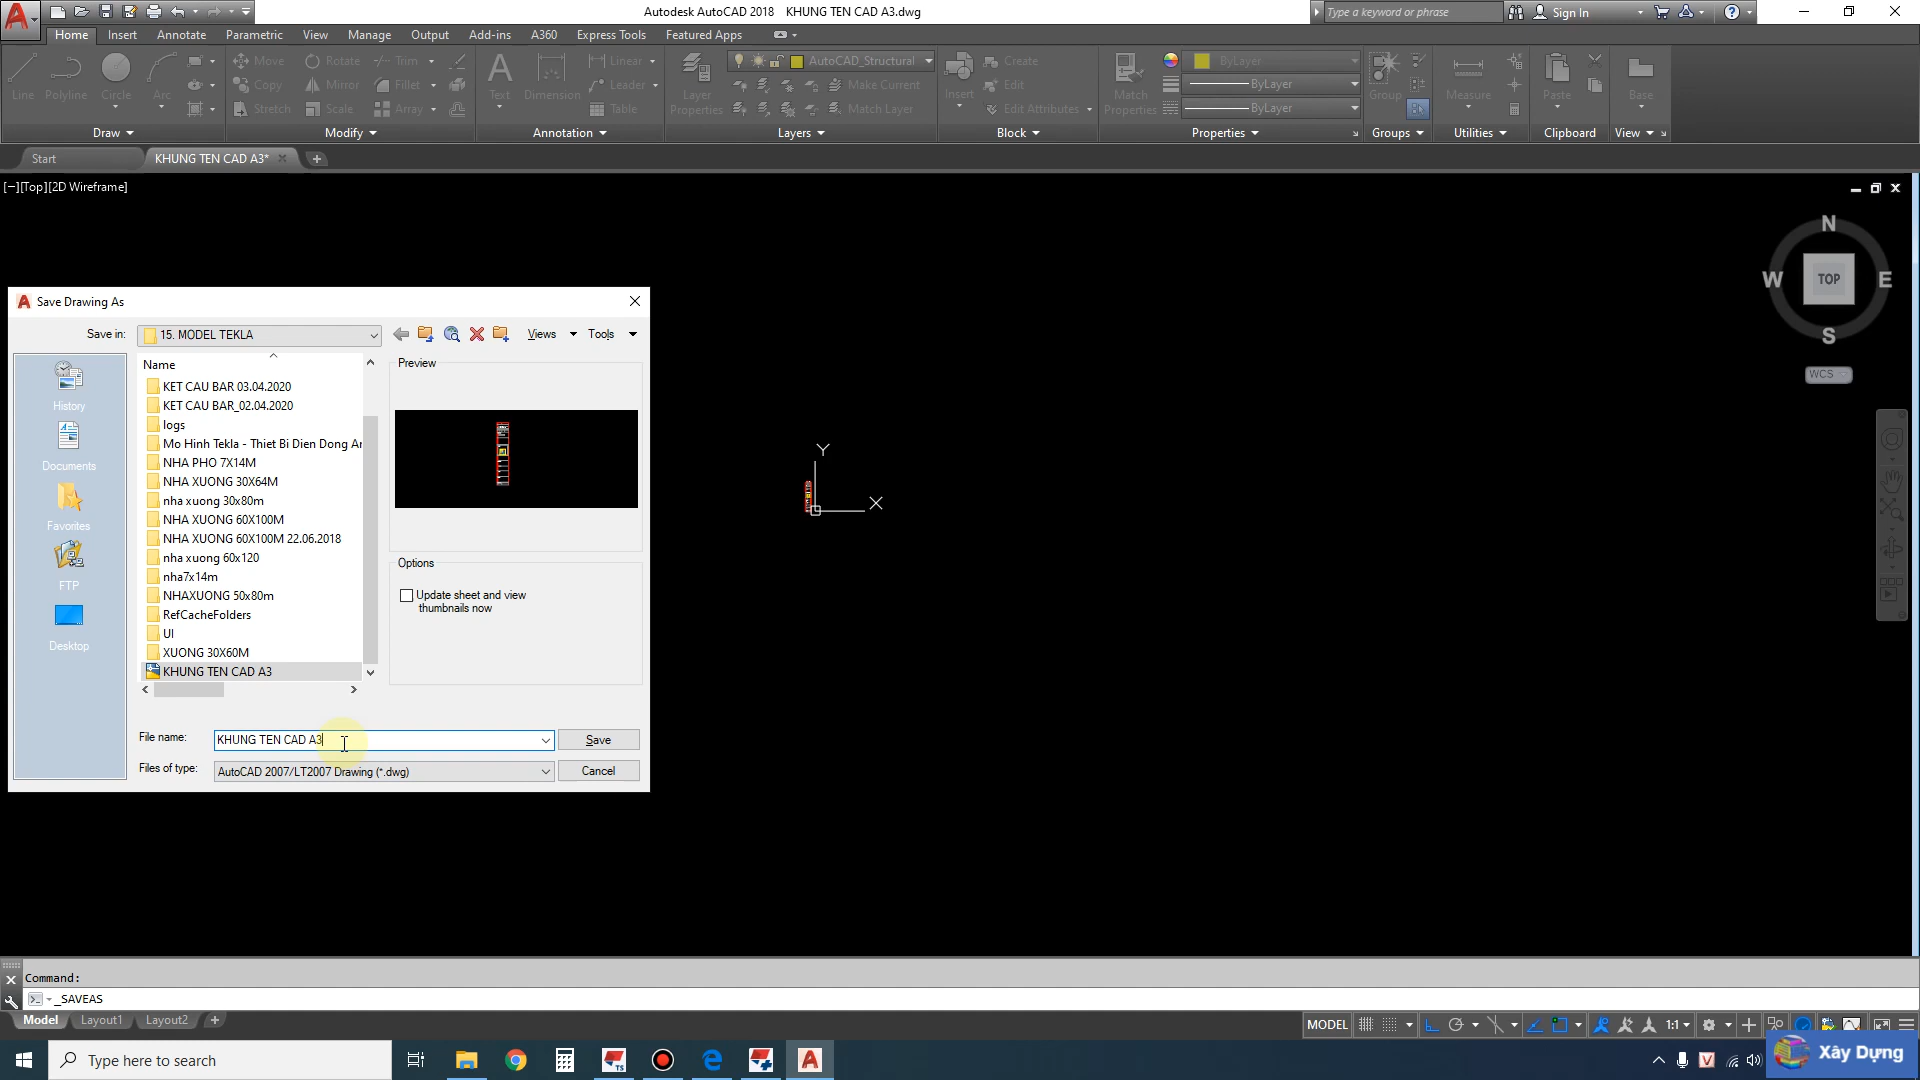 Autodesk AutoCAD 2018 KHUNG TEN CAD A3.dwg
Type a keyword or phrase
Sign In
Home Insert Annotate Parametric View Manage Output Add-ins A360 Express Tools Featured Apps
Line Polyline Circle Arc
Move Rotate Trim
Copy Mirror Fillet
Stretch Scale Array
Text Dimension
Linear
Leader
Table
Layer Properties
AutoCAD_Structural
Make Current
Match Layer
Insert
Create
Edit
Edit Attributes
Match Properties
ByLayer
ByLayer
ByLayer
Group Measure Paste Base
Draw Modify Annotation Layers Block Properties Groups Utilities Clipboard View
Start KHUNG TEN CAD A3*
[−][Top][2D Wireframe]
N
W TOP E
S
WCS
Y
X
Save Drawing As
Save in: 15. MODEL TEKLA Views Tools
History
Documents
Favorites
FTP
Desktop
Name
KET CAU BAR 03.04.2020
KET CAU BAR_02.04.2020
logs
Mo Hinh Tekla - Thiet Bi Dien Dong Ar
NHA PHO 7X14M
NHA XUONG 30X64M
nha xuong 30x80m
NHA XUONG 60X100M
NHA XUONG 60X100M 22.06.2018
nha xuong 60x120
nha7x14m
NHAXUONG 50x80m
RefCacheFolders
UI
XUONG 30X60M
KHUNG TEN CAD A3
Preview
Options
Update sheet and view
thumbnails now
File name: KHUNG TEN CAD A3 Save
Files of type: AutoCAD 2007/LT2007 Drawing (*.dwg) Cancel
Command:
_SAVEAS
Model Layout1 Layout2
MODEL 1:1
Type here to search
TS
V
Xây Dựng